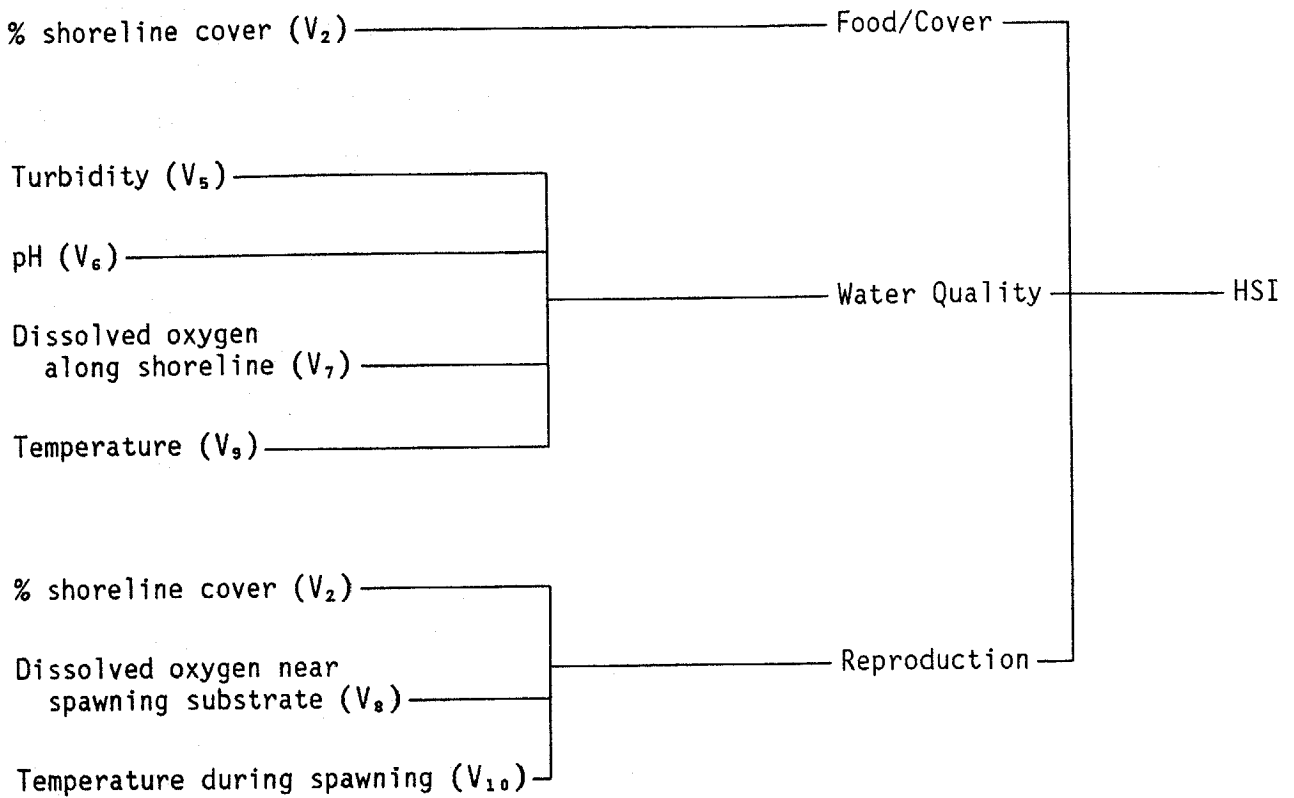 % shoreline cover (V₂)
Food/Cover
Turbidity (V₅)
pH (V₆)
Water Quality
HSI
Dissolved oxygen
along shoreline (V₇)
Temperature (V₉)
% shoreline cover (V₂)
Dissolved oxygen near
spawning substrate (V₈)
Reproduction
Temperature during spawning (V₁₀)